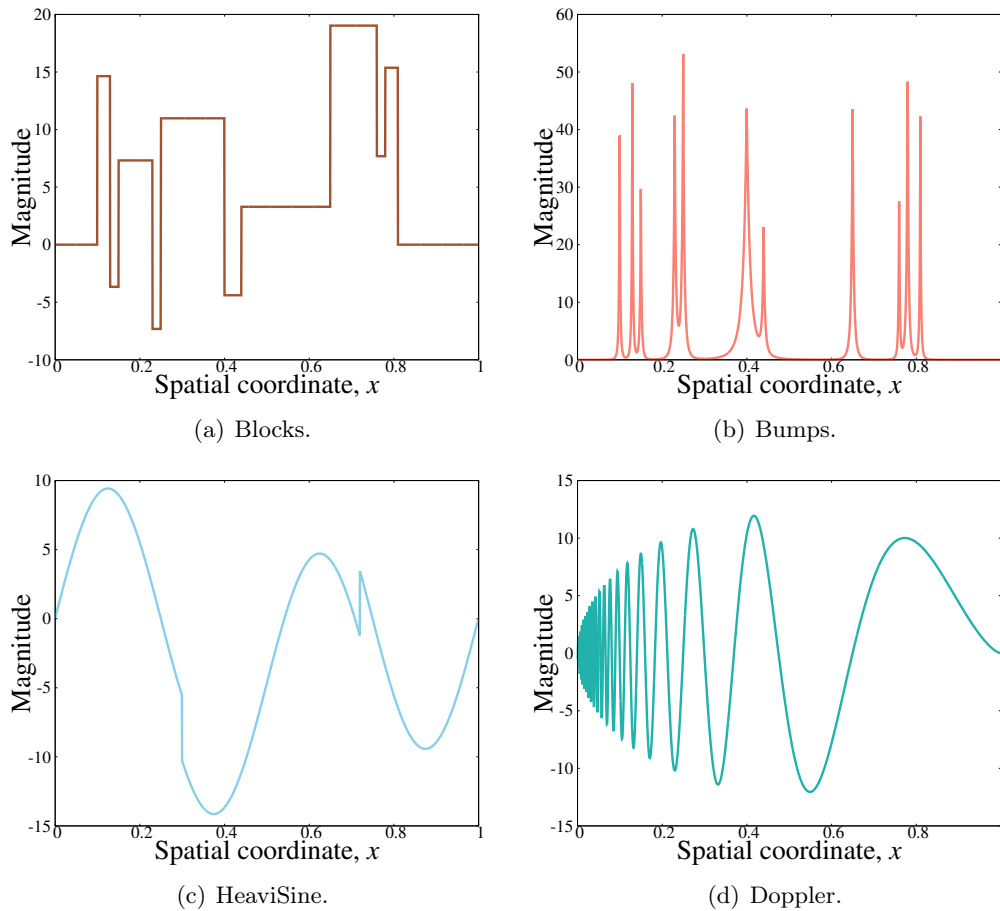 20
15
10
5
0
-5
-10
Magnitude
0 0.2 0.4 0.6 0.8 1
Spatial coordinate, x
(a) Blocks.
60
50
40
30
20
10
0
Magnitude
0 0.2 0.4 0.6 0.8
Spatial coordinate, x
(b) Bumps.
10
5
0
-5
-10
-15
Magnitude
0 0.2 0.4 0.6 0.8 1
Spatial coordinate, x
(c) HeaviSine.
15
10
5
0
-5
-10
-15
Magnitude
0 0.2 0.4 0.6 0.8
Spatial coordinate, x
(d) Doppler.